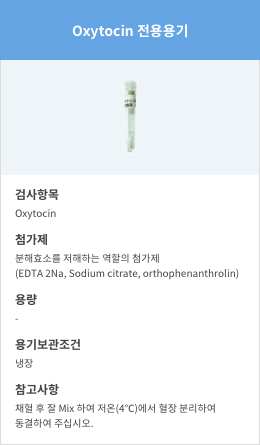 Oxytocin 전용용기
검사항목
Oxytocin
첨가제
분해효소를 저해하는 역할의 첨가제
(EDTA 2Na, Sodium citrate, orthophenanthrolin)
용량
-
용기보관조건
냉장
참고사항
채혈 후 잘 Mix 하여 저온(4℃)에서 혈장 분리하여
동결하여 주십시오.